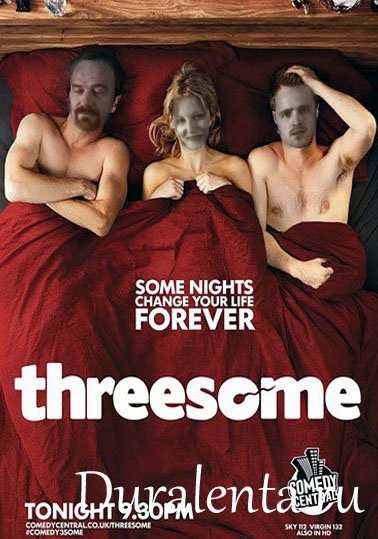 SOME NIGHTS
CHANGE YOUR LIFE
FOREVER
threesome
Duralenta.ru
TONIGHT 9.30PM
COMEDYCENTRAL.CO.UK/THREESOME
#COMEDY3SOME
COMEDY
CENTRAL
SKY 112 VIRGIN 132
ALSO IN HD